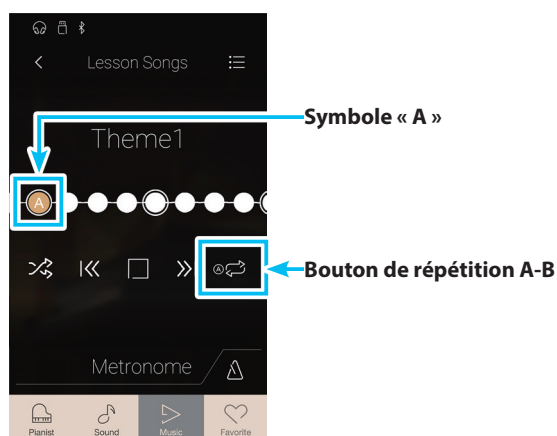 Lesson Songs
Symbole « A »
Theme1
A
A
Bouton de répétition A-B
Metronome
Pianist
Sound
Music
Favorite